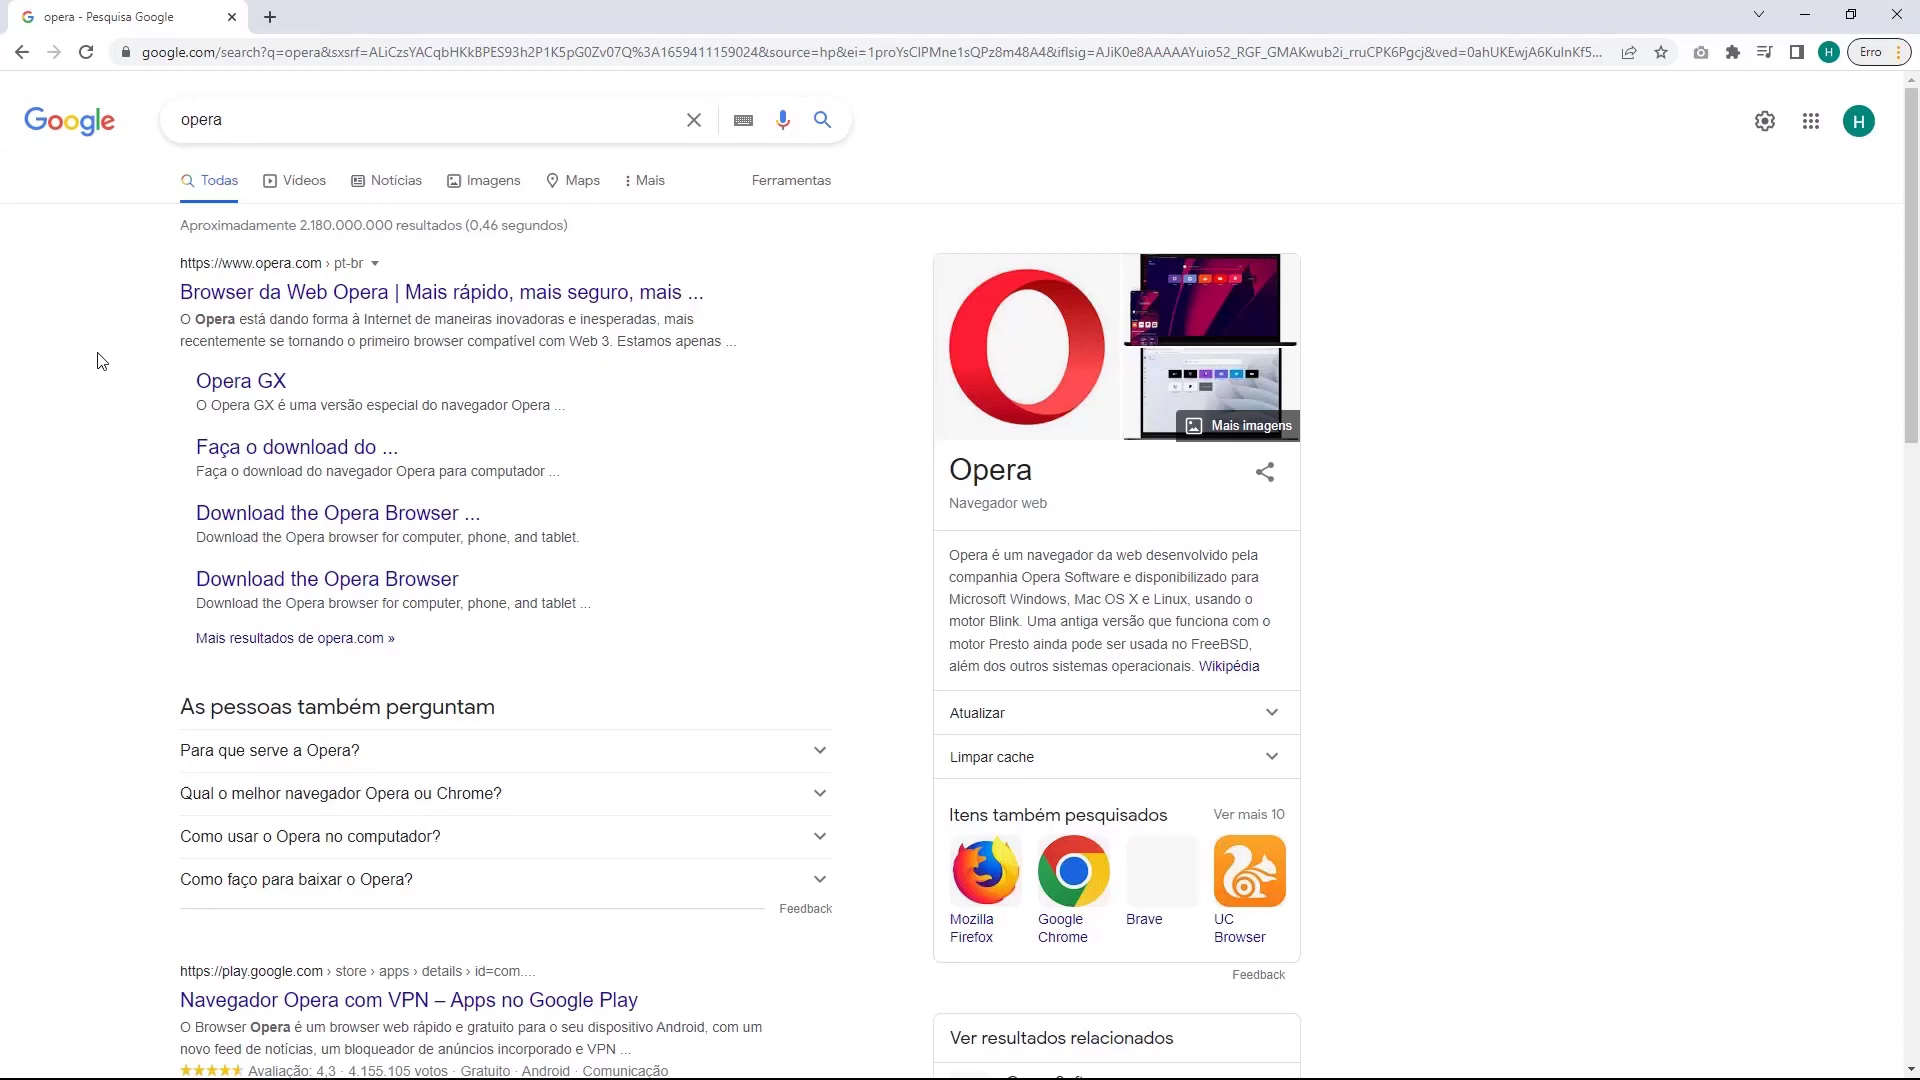 opera - Pesquisa Google
google.com/search?q=opera&sxsrf=ALiCzsYACqbHKkBPES93h2P1K5pG0Zv07Q%3A1659411159024&source=hp&ei=1proYsClPMne1sQPz8m48A4&iflsig=AJiK0e8AAAAAYuio52_RGF_GMAKwub2i_rruCPK6Pgcj&ved=0ahUKEwjA6KuInKf5...
H
Erro
Google
opera
H
Todas
Vídeos
Notícias
Imagens
Maps
Mais
Ferramentas
Aproximadamente 2.180.000.000 resultados (0,46 segundos)
https://www.opera.com › pt-br
Browser da Web Opera | Mais rápido, mais seguro, mais ...
O Opera está dando forma à Internet de maneiras inovadoras e inesperadas, mais
recentemente se tornando o primeiro browser compatível com Web 3. Estamos apenas ...
Opera GX
O Opera GX é uma versão especial do navegador Opera ...
Faça o download do ...
Faça o download do navegador Opera para computador ...
Download the Opera Browser ...
Download the Opera browser for computer, phone, and tablet.
Download the Opera Browser
Download the Opera browser for computer, phone, and tablet ...
Mais resultados de opera.com »
As pessoas também perguntam
Para que serve a Opera?
Qual o melhor navegador Opera ou Chrome?
Como usar o Opera no computador?
Como faço para baixar o Opera?
Feedback
https://play.google.com › store › apps › details › id=com....
Navegador Opera com VPN – Apps no Google Play
O Browser Opera é um browser web rápido e gratuito para o seu dispositivo Android, com um
novo feed de notícias, um bloqueador de anúncios incorporado e VPN ...
Avaliação: 4,3 · 4.155.105 votos · Gratuito · Android · Comunicação
Mais imagens
Opera
Navegador web
Opera é um navegador da web desenvolvido pela
companhia Opera Software e disponibilizado para
Microsoft Windows, Mac OS X e Linux, usando o
motor Blink. Uma antiga versão que funciona com o
motor Presto ainda pode ser usada no FreeBSD,
além dos outros sistemas operacionais. Wikipédia
Atualizar
Limpar cache
Itens também pesquisados
Ver mais 10
Mozilla
Firefox
Google
Chrome
Brave
UC
Browser
Feedback
Ver resultados relacionados